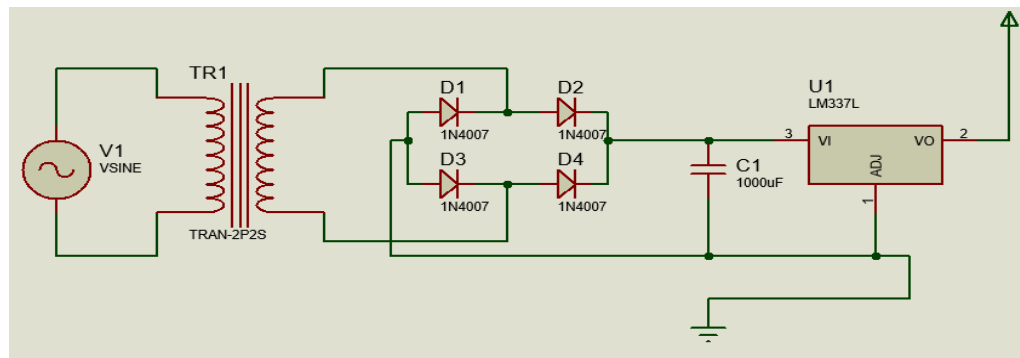 TR1
V1
VSINE
TRAN-2P2S
D1
1N4007
D2
1N4007
D3
1N4007
D4
1N4007
C1
1000uF
U1
LM337L
3
VI
VO
2
ADJ
1